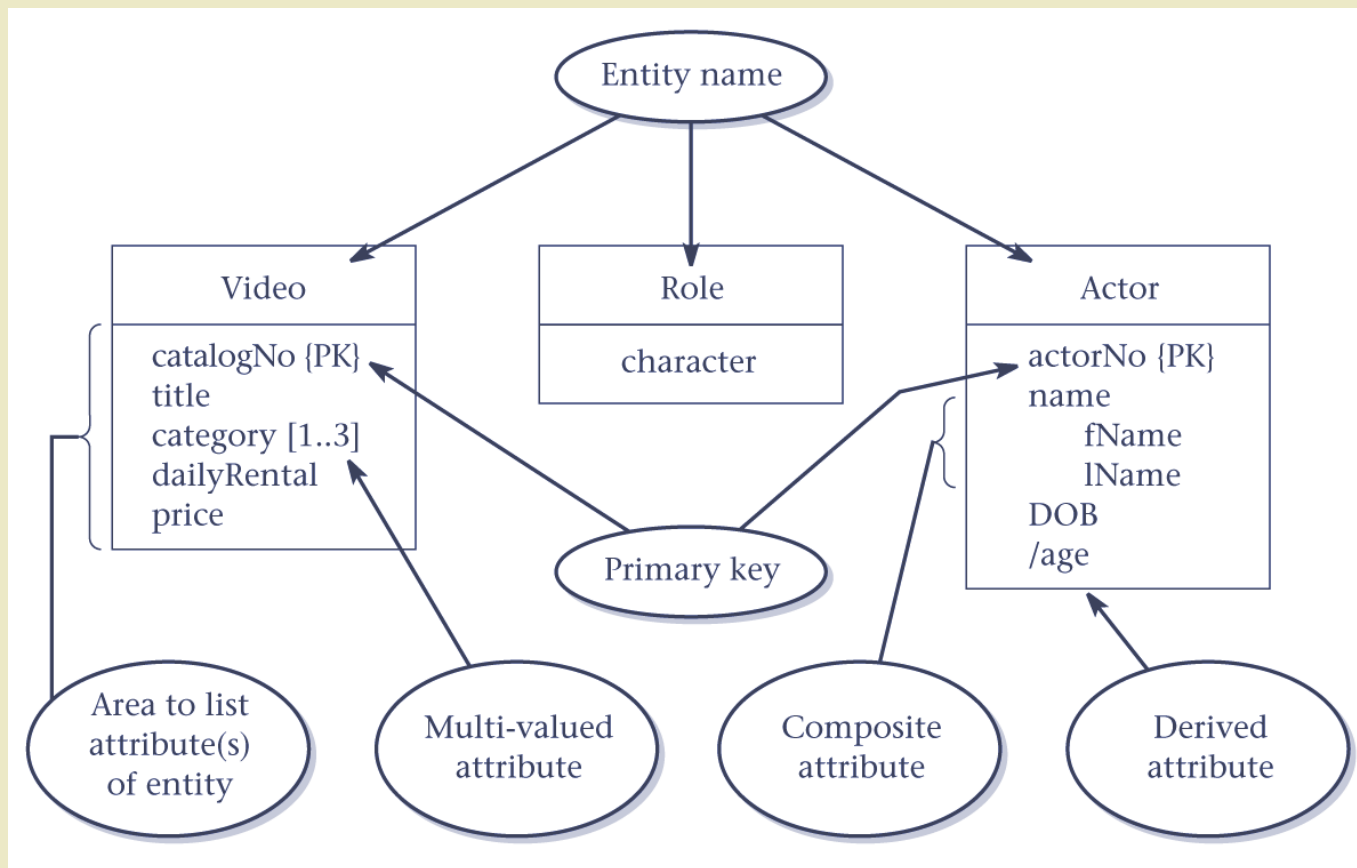 Entity name
Video
Role
Actor
catalogNo {PK}
title
category [1..3]
dailyRental
price
character
actorNo {PK}
name
fName
lName
DOB
/age
Primary key
Area to list
attribute(s)
of entity
Multi-valued
attribute
Composite
attribute
Derived
attribute